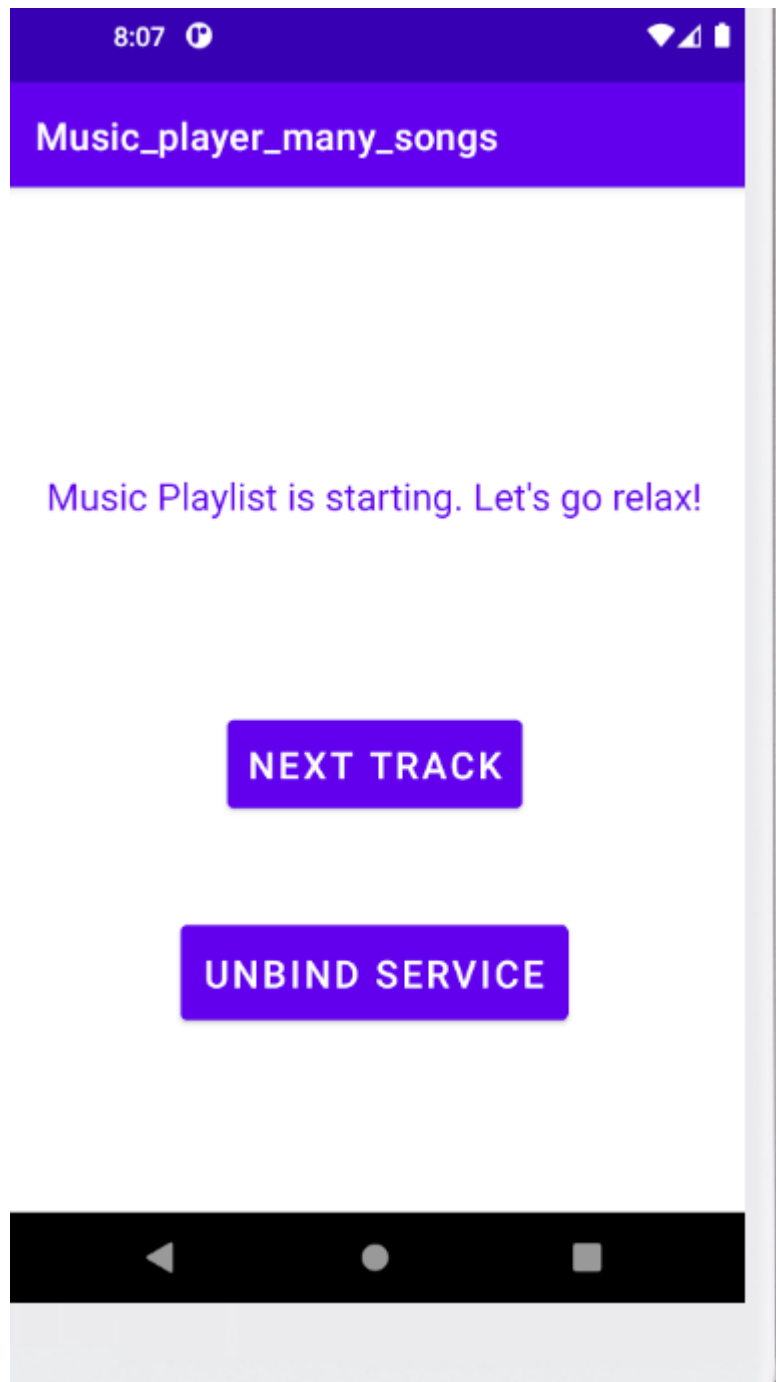 8:07
Music_player_many_songs
Music Playlist is starting. Let's go relax!
NEXT TRACK
UNBIND SERVICE